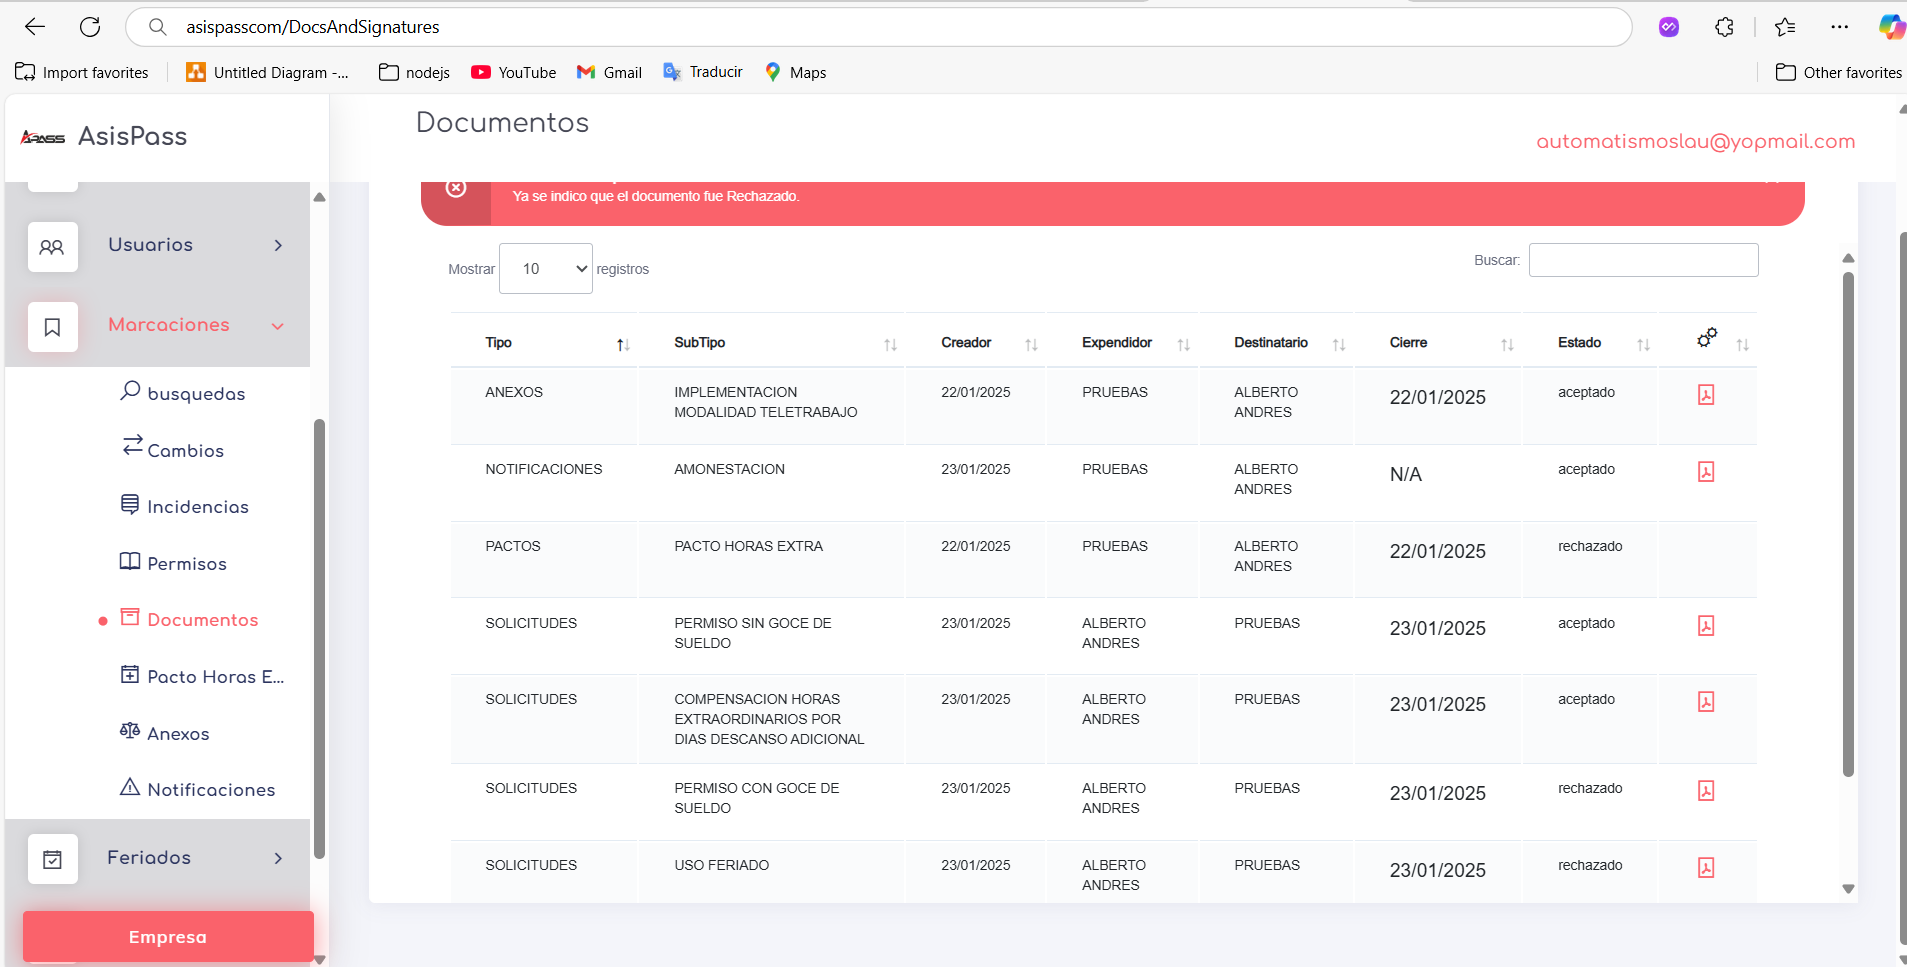 asispasscom/DocsAndSignatures
Import favorites
Untitled Diagram -...
nodejs
YouTube
Gmail
Traducir
Maps
Other favorites
APASS AsisPass
Documentos
automatismoslau@yopmail.com
Usuarios
Marcaciones
busquedas
Cambios
Incidencias
Permisos
Documentos
Pacto Horas E...
Anexos
Notificaciones
Feriados
Empresa
Ya se indico que el documento fue Rechazado.
Mostrar 10 registros
Buscar:
Tipo SubTipo Creador Expendidor Destinatario Cierre Estado
ANEXOS IMPLEMENTACION 22/01/2025 PRUEBAS ALBERTO 22/01/2025 aceptado
MODALIDAD TELETRABAJO ANDRES
NOTIFICACIONES AMONESTACION 23/01/2025 PRUEBAS ALBERTO N/A aceptado
ANDRES
PACTOS PACTO HORAS EXTRA 22/01/2025 PRUEBAS ALBERTO 22/01/2025 rechazado
ANDRES
SOLICITUDES PERMISO SIN GOCE DE 23/01/2025 ALBERTO PRUEBAS 23/01/2025 aceptado
SUELDO ANDRES
SOLICITUDES COMPENSACION HORAS 23/01/2025 ALBERTO PRUEBAS 23/01/2025 aceptado
EXTRAORDINARIOS POR ANDRES
DIAS DESCANSO ADICIONAL
SOLICITUDES PERMISO CON GOCE DE 23/01/2025 ALBERTO PRUEBAS 23/01/2025 rechazado
SUELDO ANDRES
SOLICITUDES USO FERIADO 23/01/2025 ALBERTO PRUEBAS 23/01/2025 rechazado
ANDRES